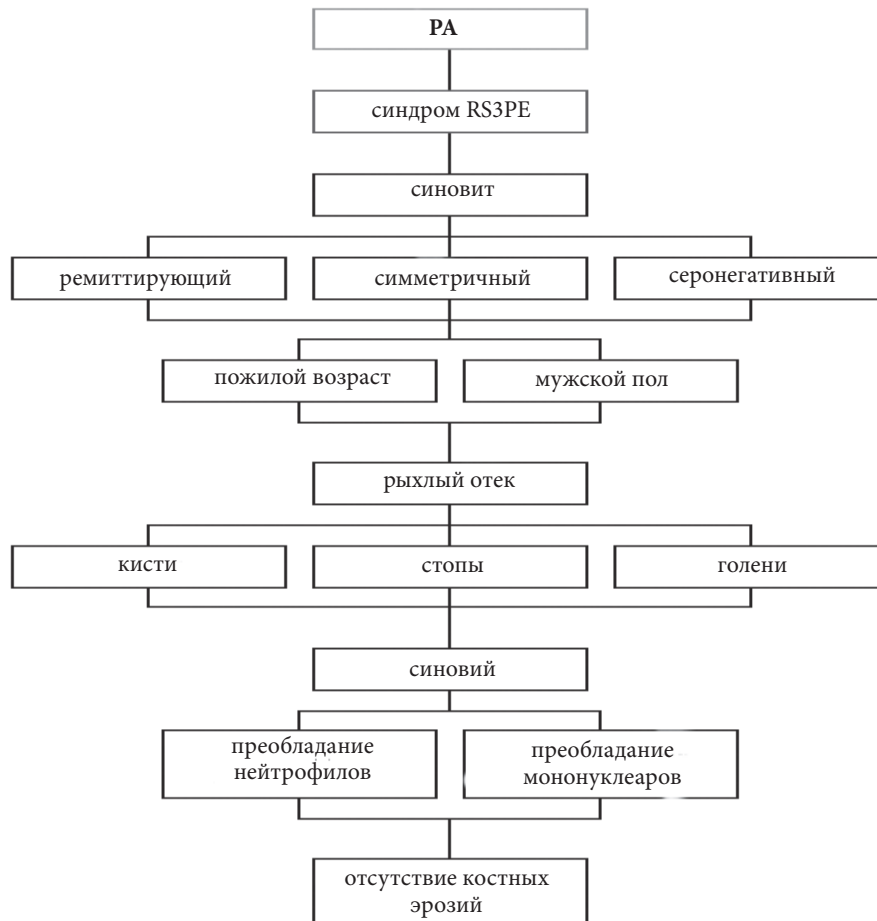 РА
синдром RS3PE
синовит
ремиттирующий
симметричный
серонегативный
пожилой возраст
мужской пол
рыхлый отек
кисти
стопы
голени
синовий
преобладание
нейтрофилов
преобладание
мононуклеаров
отсутствие костных
эрозий